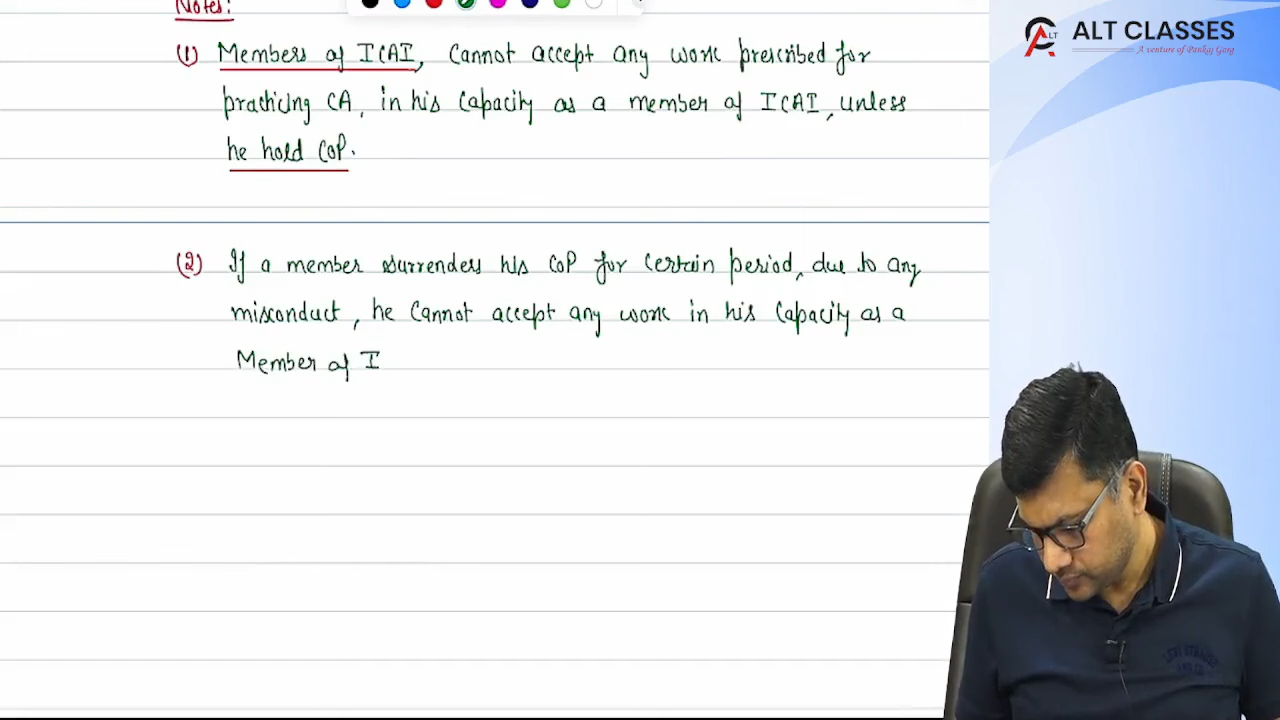 Notes:
ALT CLASSES
A venture of Pankaj Garg
(1) Members of ICAI, Cannot accept any work prescribed for
practicing CA, in his Capacity as a member of ICAI, unless
he hold CoP.
(2) If a member surrenders his CoP for certain period, due to any
misconduct, he Cannot accept any work in his Capacity as a
Member of I